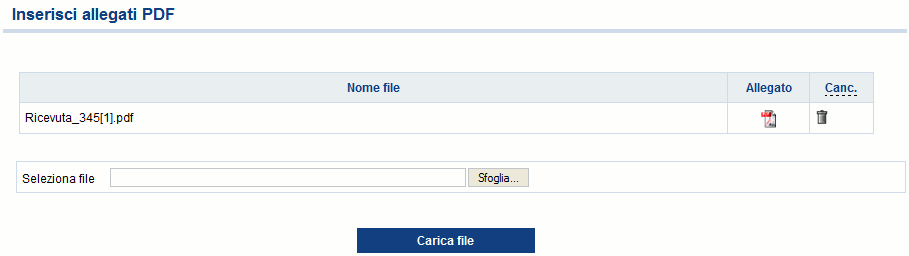 Inserisci allegati PDF
Nome file Allegato Canc.
Ricevuta_345[1].pdf
Seleziona file Sfoglia...
Carica file